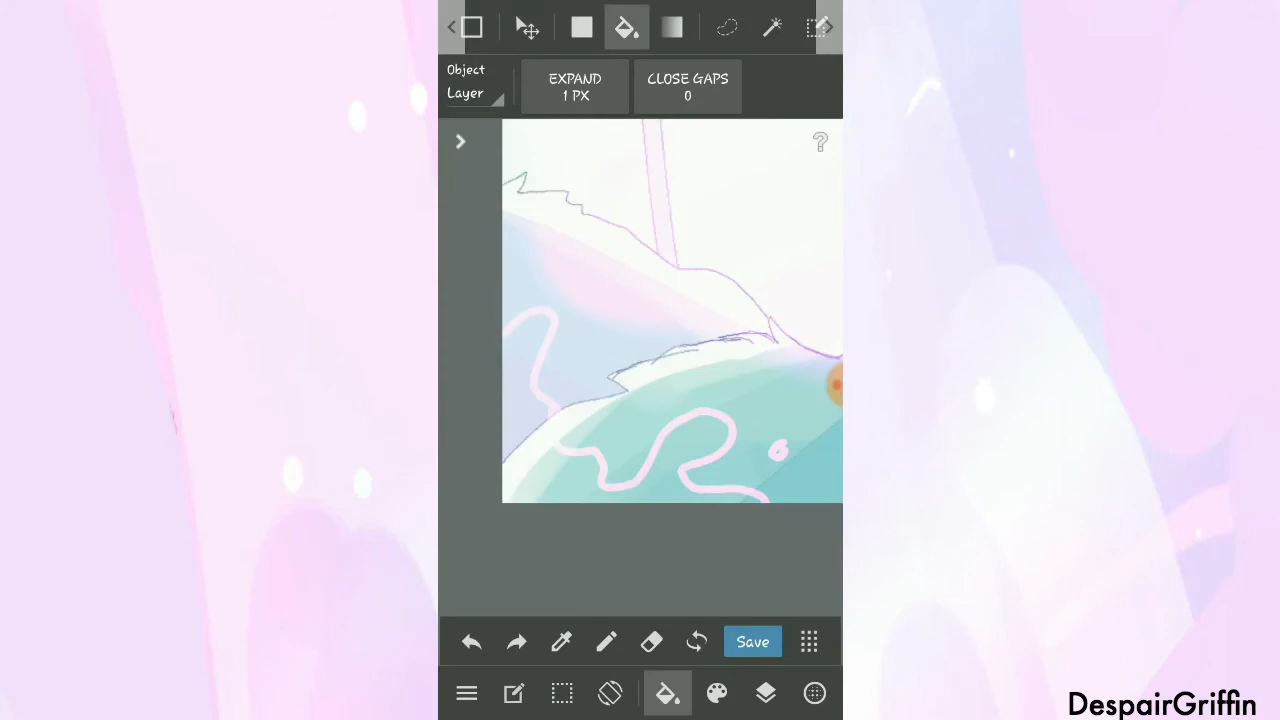 Object
Layer
EXPAND
1 PX
CLOSE GAPS
0
?
Save
DespairGriffin